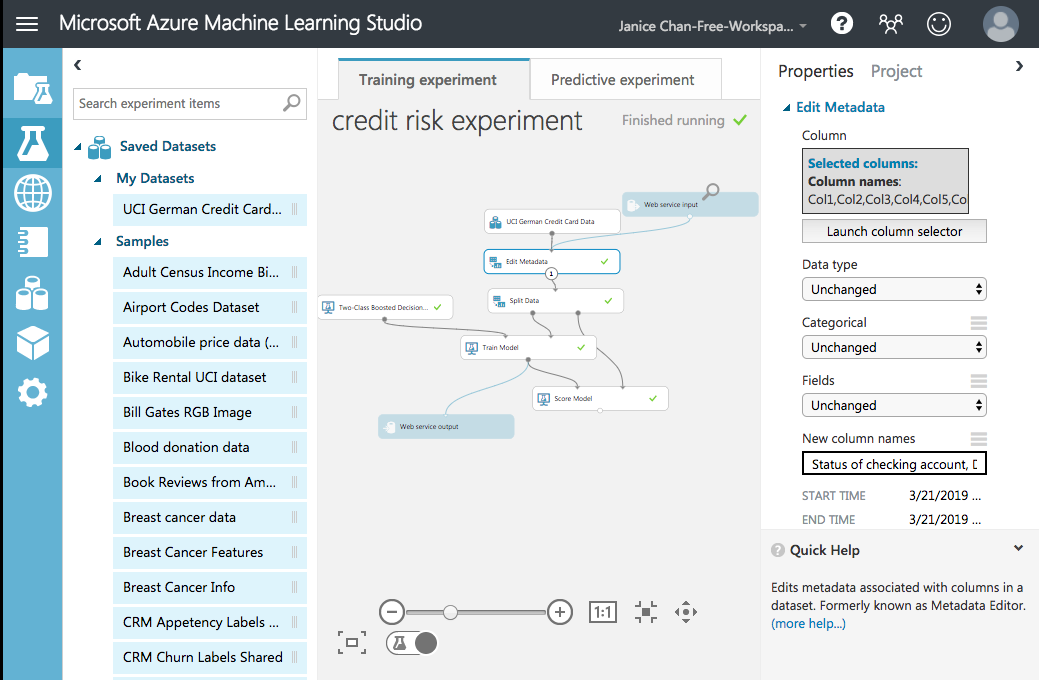 Microsoft Azure Machine Learning Studio
Janice Chan-Free-Workspa...
?
Search experiment items
Saved Datasets
My Datasets
UCI German Credit Card...
Samples
Adult Census Income Bi...
Airport Codes Dataset
Automobile price data (...
Bike Rental UCI dataset
Bill Gates RGB Image
Blood donation data
Book Reviews from Am...
Breast cancer data
Breast Cancer Features
Breast Cancer Info
CRM Appetency Labels ...
CRM Churn Labels Shared
Training experiment
Predictive experiment
credit risk experiment
Finished running
Web service input
UCI German Credit Card Data
Edit Metadata
1
Split Data
Two-Class Boosted Decision...
Train Model
Score Model
Web service output
1:1
Properties
Project
Edit Metadata
Column
Selected columns:
Column names:
Col1,Col2,Col3,Col4,Col5,Co
Launch column selector
Data type
Unchanged
Categorical
Unchanged
Fields
Unchanged
New column names
Status of checking account, D
START TIME 3/21/2019 ...
END TIME 3/21/2019 ...
? Quick Help
Edits metadata associated with columns in a
dataset. Formerly known as Metadata Editor.
(more help...)